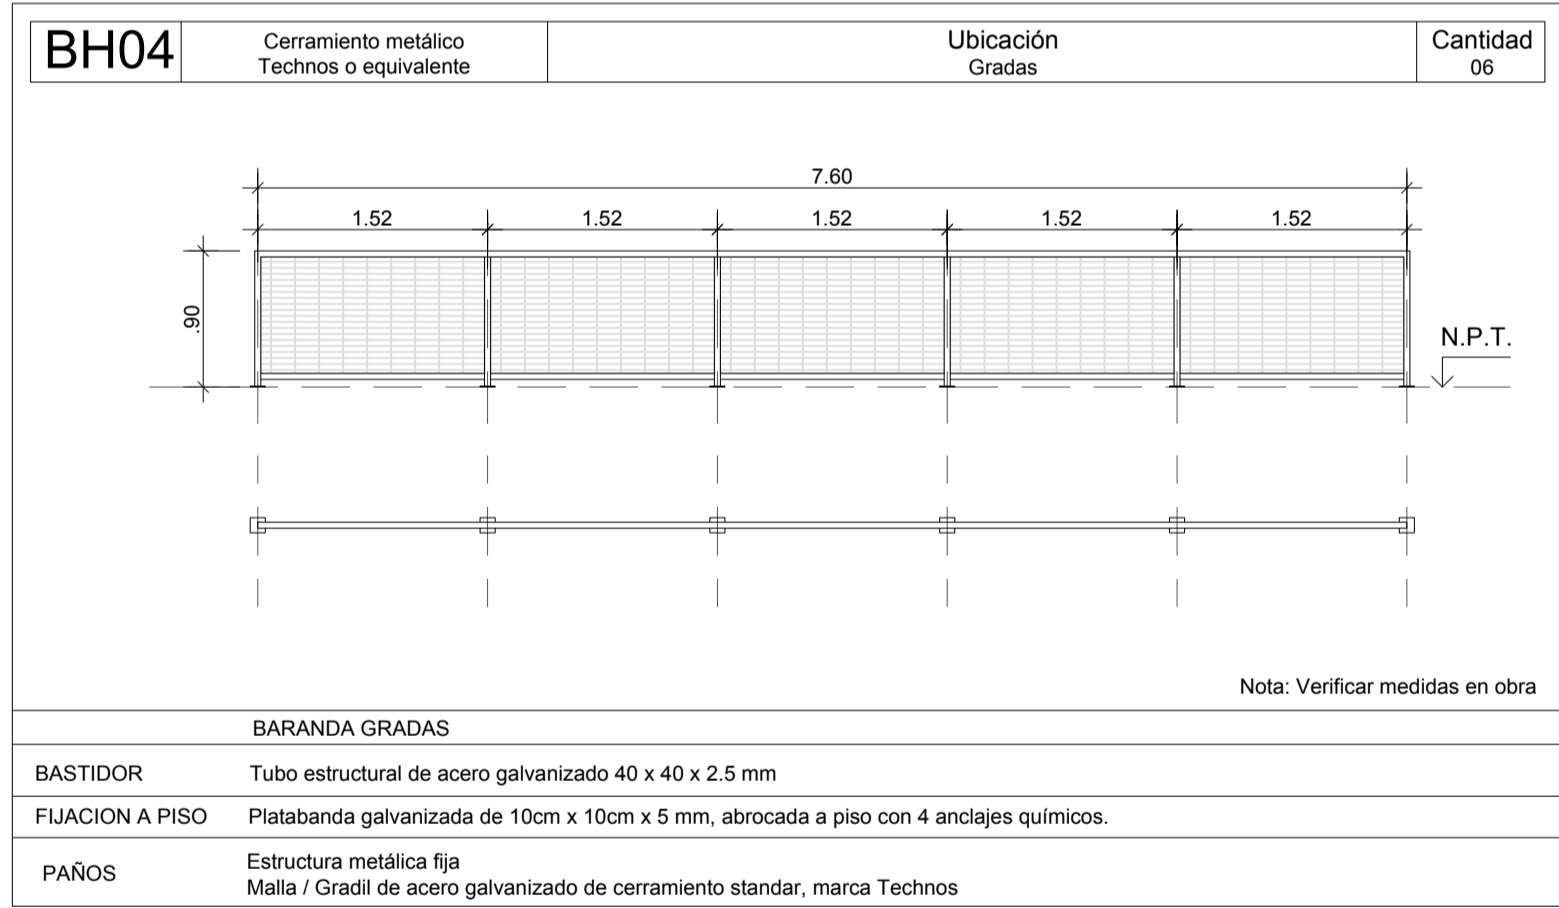 BH04
Cerramiento metálico
Technos o equivalente
Ubicación
Gradas
Cantidad
06
7.60
1.52
1.52
1.52
1.52
1.52
.90
N.P.T.
Nota: Verificar medidas en obra
BARANDA GRADAS
BASTIDOR Tubo estructural de acero galvanizado 40 x 40 x 2.5 mm
FIJACION A PISO Platabanda galvanizada de 10cm x 10cm x 5 mm, abrocada a piso con 4 anclajes químicos.
PAÑOS
Estructura metálica fija
Malla / Gradil de acero galvanizado de cerramiento standar, marca Technos